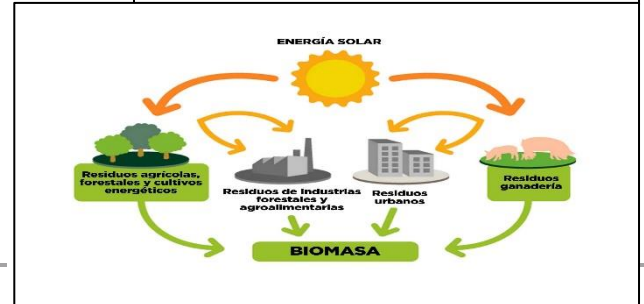 ENERGÍA SOLAR
Residuos agrícolas,
forestales y cultivos
energéticos
Residuos de industrias
forestales y
agroalimentarias
Residuos
urbanos
Residuos
ganadería
BIOMASA